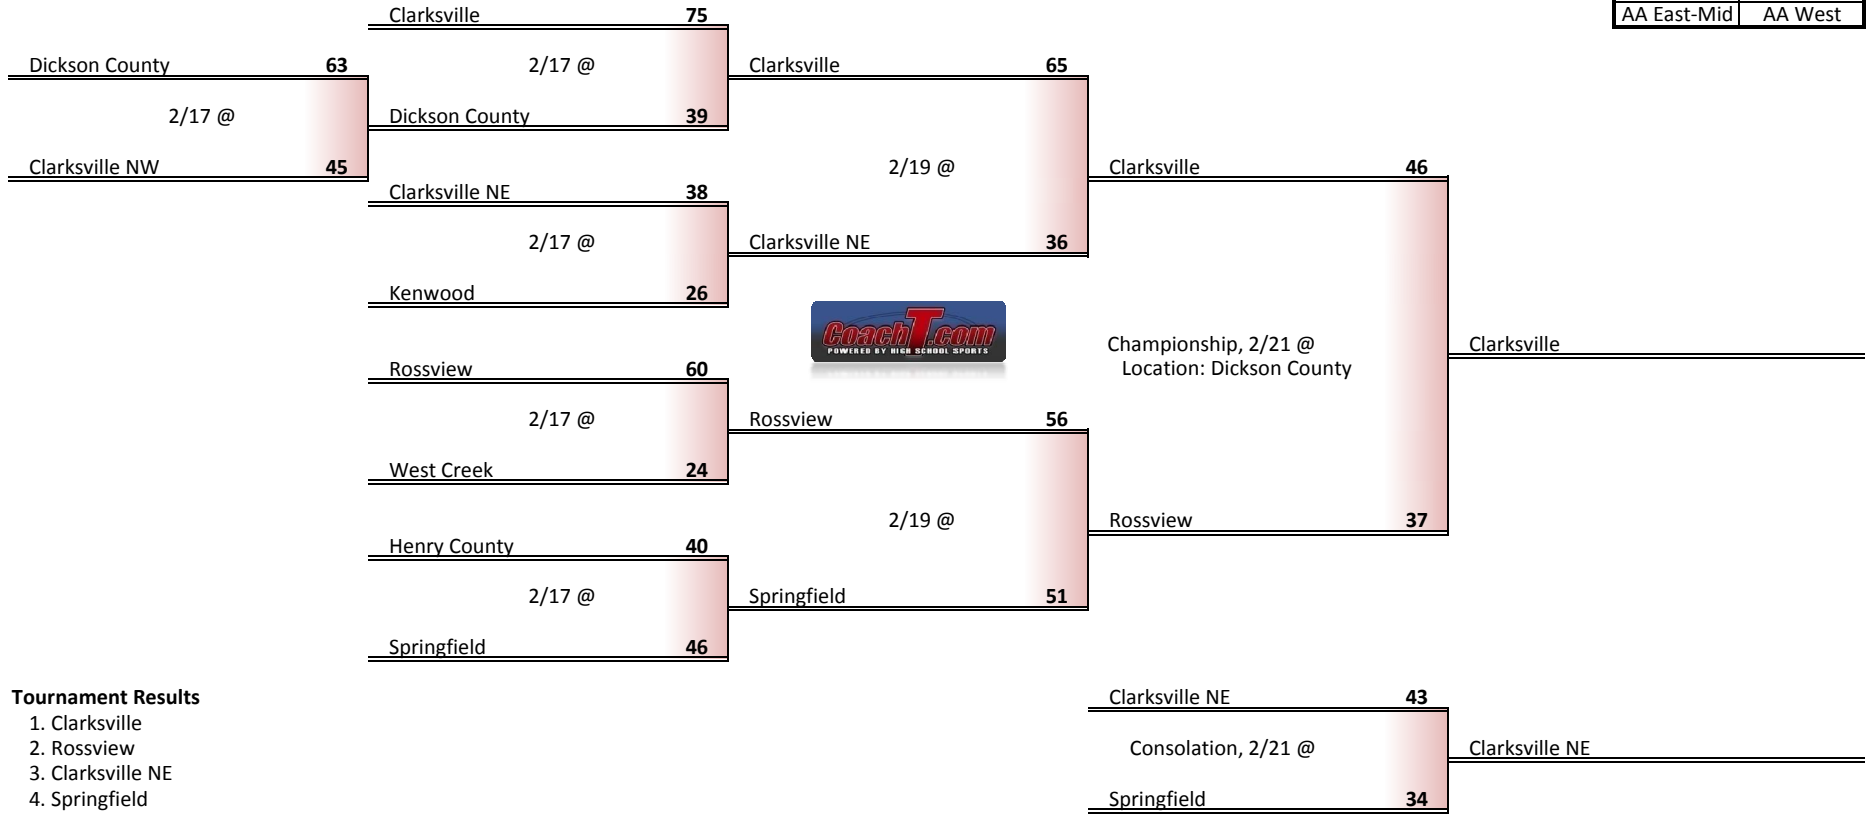 AA East-Mid AA West
Clarksville 75
2/17 @
Dickson County 39
Dickson County 63
2/17 @
Clarksville NW 45
Clarksville NE 38
2/17 @
Kenwood 26
Rossview 60
2/17 @
West Creek 24
Henry County 40
2/17 @
Springfield 46
Clarksville 65
2/19 @
Clarksville NE 36
CoachT.com
POWERED BY HIGH SCHOOL SPORTS
Rossview 56
2/19 @
Springfield 51
Clarksville 46
Championship, 2/21 @
Location: Dickson County
Rossview 37
Clarksville
Tournament Results
1. Clarksville
2. Rossview
3. Clarksville NE
4. Springfield
Clarksville NE 43
Consolation, 2/21 @
Springfield 34
Clarksville NE